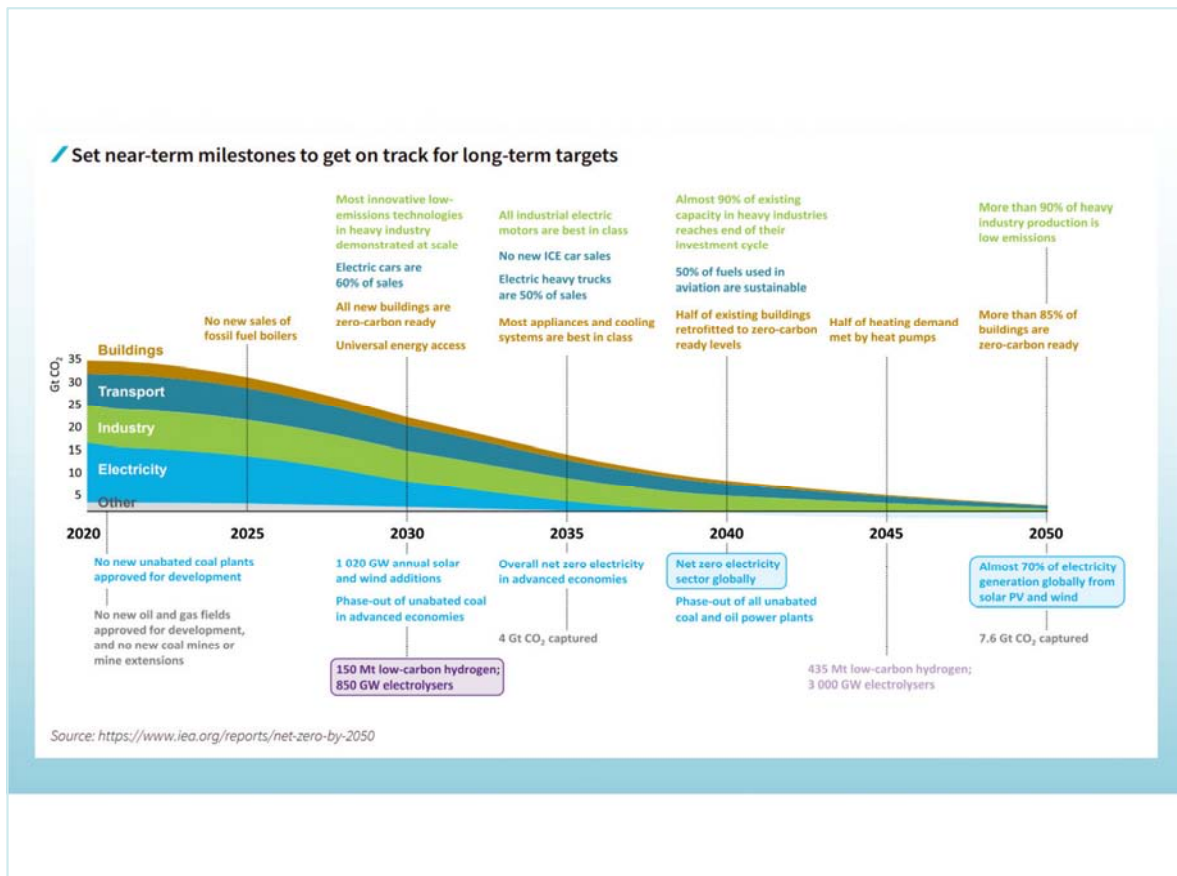 Set near-term milestones to get on track for long-term targets
Most innovative low-
emissions technologies
in heavy industry
demonstrated at scale
Electric cars are
60% of sales
All new buildings are
zero-carbon ready
Universal energy access
All industrial electric
motors are best in class
No new ICE car sales
Electric heavy trucks
are 50% of sales
Most appliances and cooling
systems are best in class
Almost 90% of existing
capacity in heavy industries
reaches end of their
investment cycle
50% of fuels used in
aviation are sustainable
Half of existing buildings
retrofitted to zero-carbon
ready levels
More than 90% of heavy
industry production is
low emissions
No new sales of
fossil fuel boilers
Half of heating demand
met by heat pumps
More than 85% of
buildings are
zero-carbon ready
Gt CO₂
35
30
25
20
15
10
5
Buildings
Transport
Industry
Electricity
Other
2020
2025
2030
2035
2040
2045
2050
No new unabated coal plants
approved for development
No new oil and gas fields
approved for development,
and no new coal mines or
mine extensions
1 020 GW annual solar
and wind additions
Phase-out of unabated coal
in advanced economies
150 Mt low-carbon hydrogen;
850 GW electrolysers
Overall net zero electricity
in advanced economies
4 Gt CO₂ captured
Net zero electricity
sector globally
Phase-out of all unabated
coal and oil power plants
435 Mt low-carbon hydrogen;
3 000 GW electrolysers
Almost 70% of electricity
generation globally from
solar PV and wind
7.6 Gt CO₂ captured
Source: https://www.iea.org/reports/net-zero-by-2050